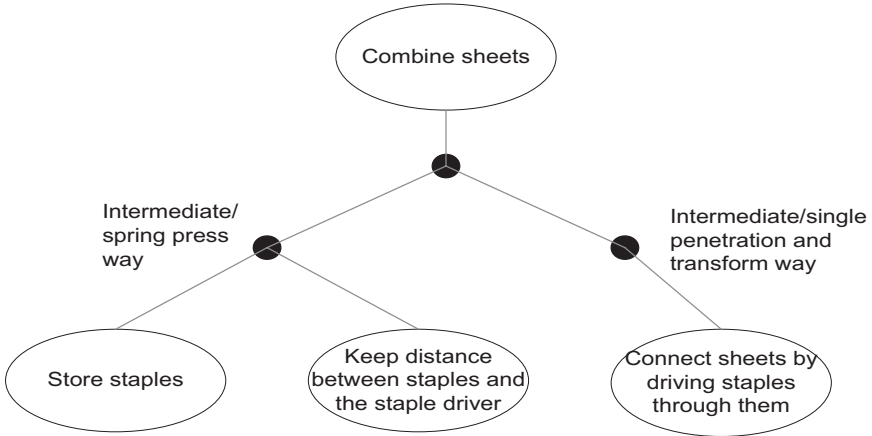 Combine sheets
Intermediate/
spring press
way
Intermediate/single
penetration and
transform way
Store staples
Keep distance
between staples and
the staple driver
Connect sheets by
driving staples
through them